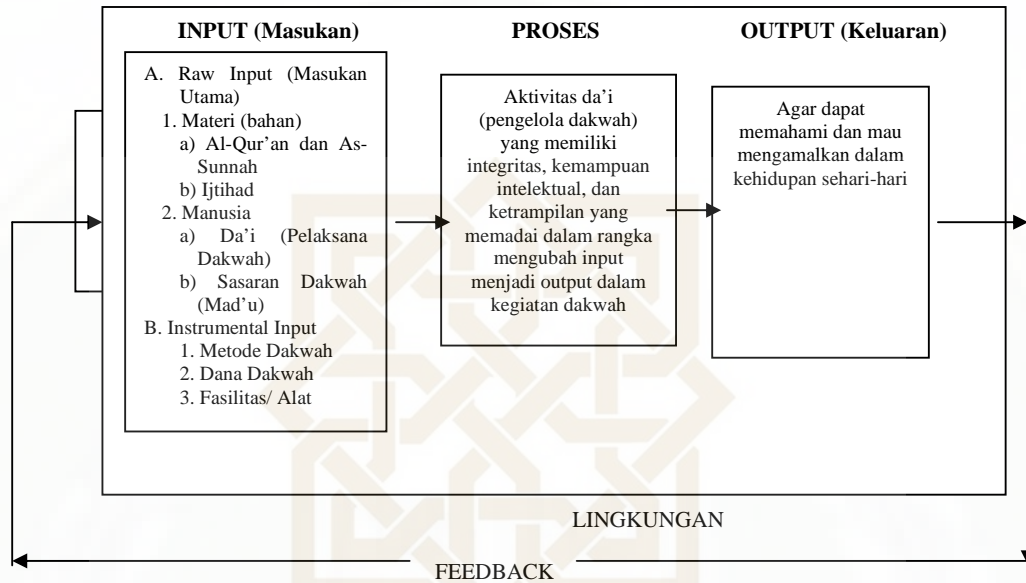 INPUT (Masukan)
A. Raw Input (Masukan
Utama)
1. Materi (bahan)
a) Al-Qur’an dan As-
Sunnah
b) Ijtihad
2. Manusia
a) Da’i (Pelaksana
Dakwah)
b) Sasaran Dakwah
(Mad’u)
B. Instrumental Input
1. Metode Dakwah
2. Dana Dakwah
3. Fasilitas/ Alat
PROSES
Aktivitas da’i
(pengelola dakwah)
yang memiliki
integritas, kemampuan
intelektual, dan
ketrampilan yang
memadai dalam rangka
mengubah input
menjadi output dalam
kegiatan dakwah
OUTPUT (Keluaran)
Agar dapat
memahami dan mau
mengamalkan dalam
kehidupan sehari-hari
LINGKUNGAN
FEEDBACK